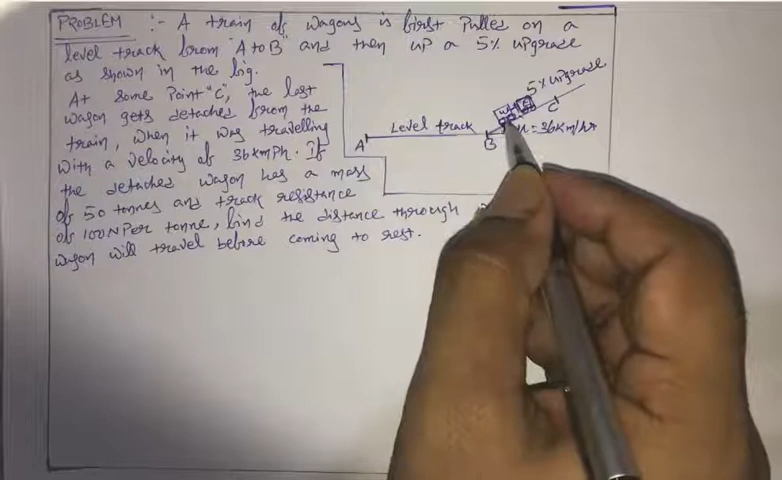 PROBLEM :- A train of wagons is first pulled on a
level track from "A to B" and then up a 5% upgrade
as shown in the fig.
At some Point "C", the last
wagon gets detached from the
train, when it was travelling
with a velocity of 36kmph. If
the detached wagon has a mass
of 50 tonnes and track resistance
of 100N Per tonne, find the distance through
wagon will travel before coming to rest.
5% upgrade
C
Level track
A
B
u = 36km/hr